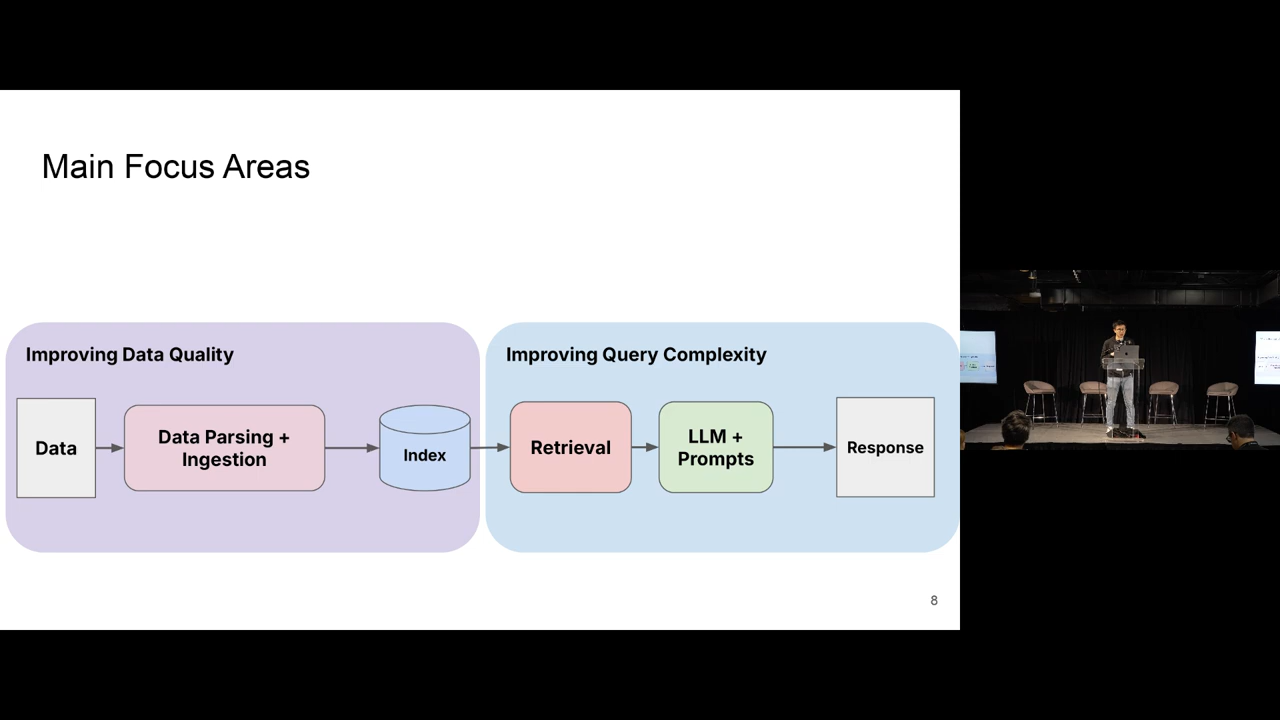 Main Focus Areas
Improving Data Quality
Improving Query Complexity
Data
Data Parsing +
Ingestion
Index
Retrieval
LLM +
Prompts
Response
8